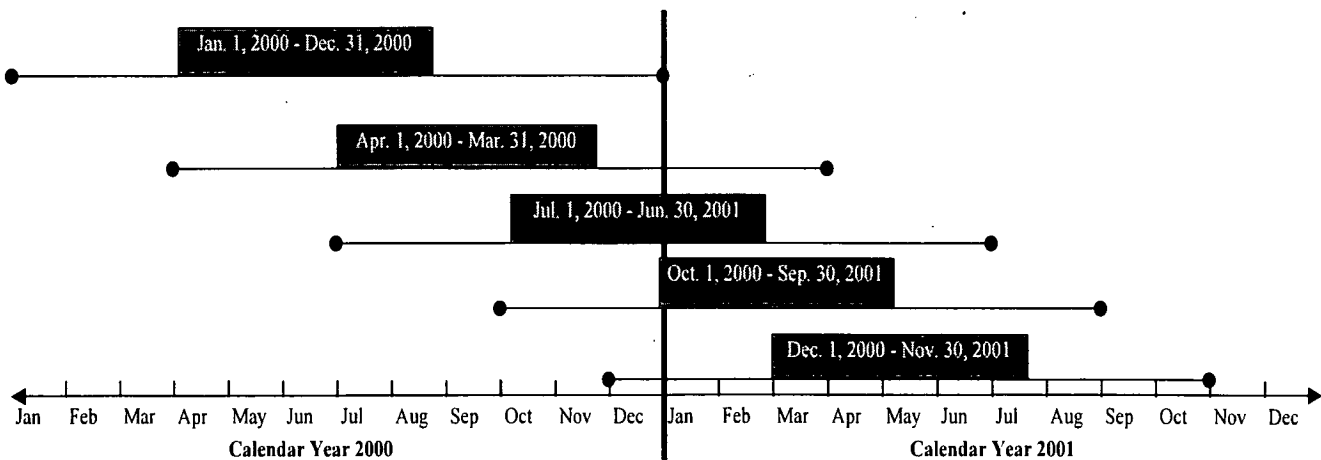 Jan. 1, 2000 - Dec. 31, 2000
Apr. 1, 2000 - Mar. 31, 2000
Jul. 1, 2000 - Jun. 30, 2001
Oct. 1, 2000 - Sep. 30, 2001
Dec. 1, 2000 - Nov. 30, 2001
Jan Feb Mar Apr May Jun Jul Aug Sep Oct Nov Dec Jan Feb Mar Apr May Jun Jul Aug Sep Oct Nov Dec
Calendar Year 2000 Calendar Year 2001